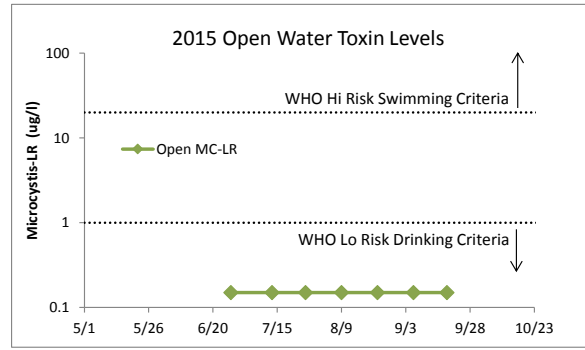 2015 Open Water Toxin Levels
100
WHO Hi Risk Swimming Criteria
10
Open MC-LR
Microcystis-LR (ug/l)
1
WHO Lo Risk Drinking Criteria
0.1
5/1 5/26 6/20 7/15 8/9 9/3 9/28 10/23